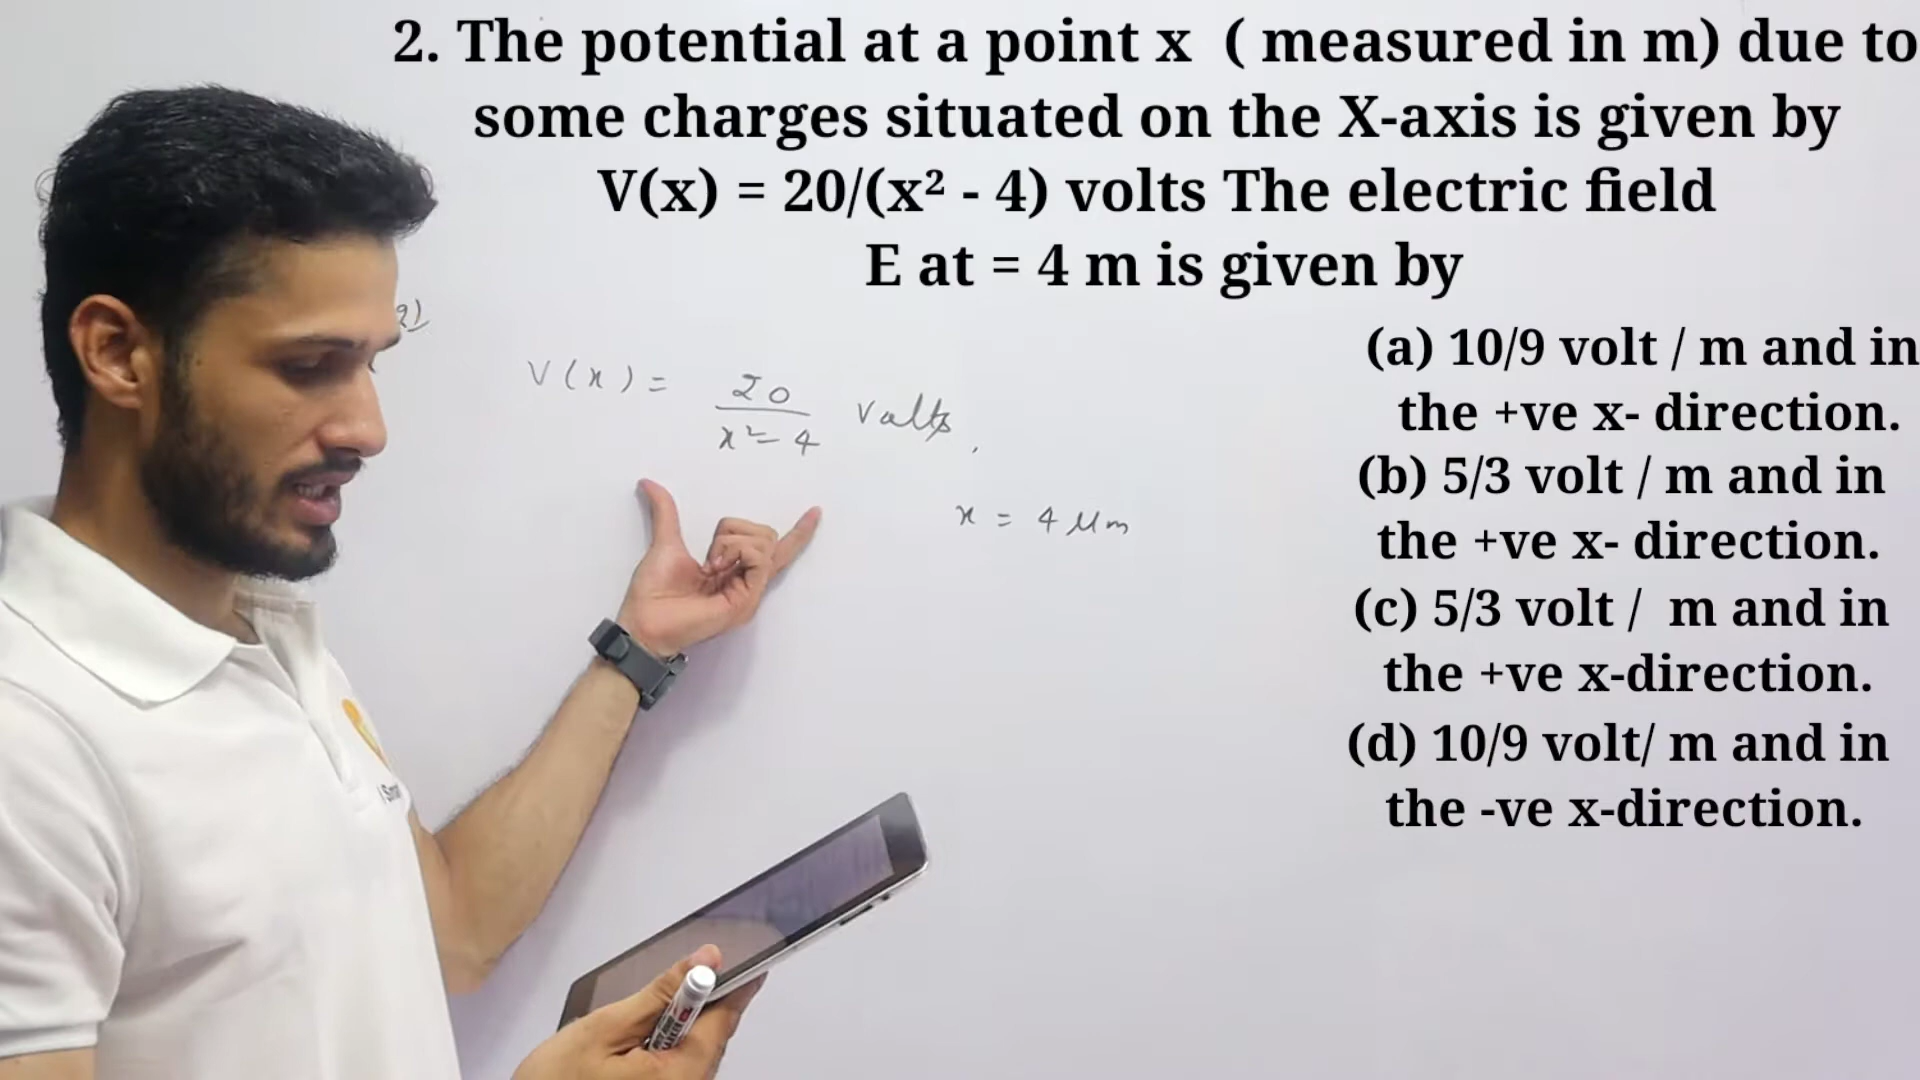 2. The potential at a point x ( measured in m) due to
some charges situated on the X-axis is given by
V(x) = 20/(x² - 4) volts The electric field
E at = 4 m is given by
2)
V(x) = 20/x²-4 Volts,
x = 4 μm
(a) 10/9 volt / m and in
the +ve x- direction.
(b) 5/3 volt / m and in
the +ve x- direction.
(c) 5/3 volt / m and in
the +ve x-direction.
(d) 10/9 volt/ m and in
the -ve x-direction.